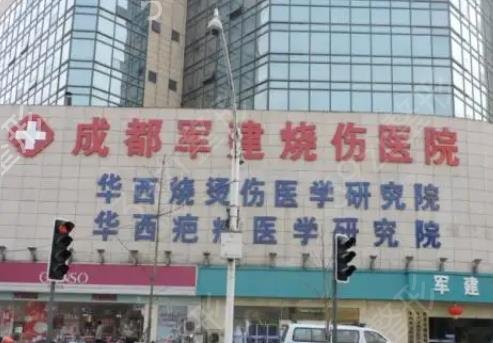 成都军建烧伤医院
华西烧烫伤医学研究院
华西疤痕医学研究院
军建